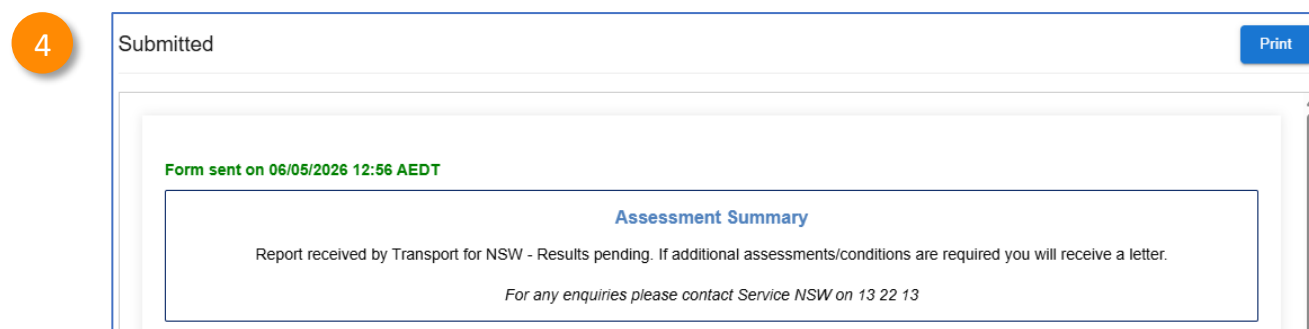 4
Submitted
Print
Form sent on 06/05/2026 12:56 AEDT
Assessment Summary
Report received by Transport for NSW - Results pending. If additional assessments/conditions are required you will receive a letter.
For any enquiries please contact Service NSW on 13 22 13